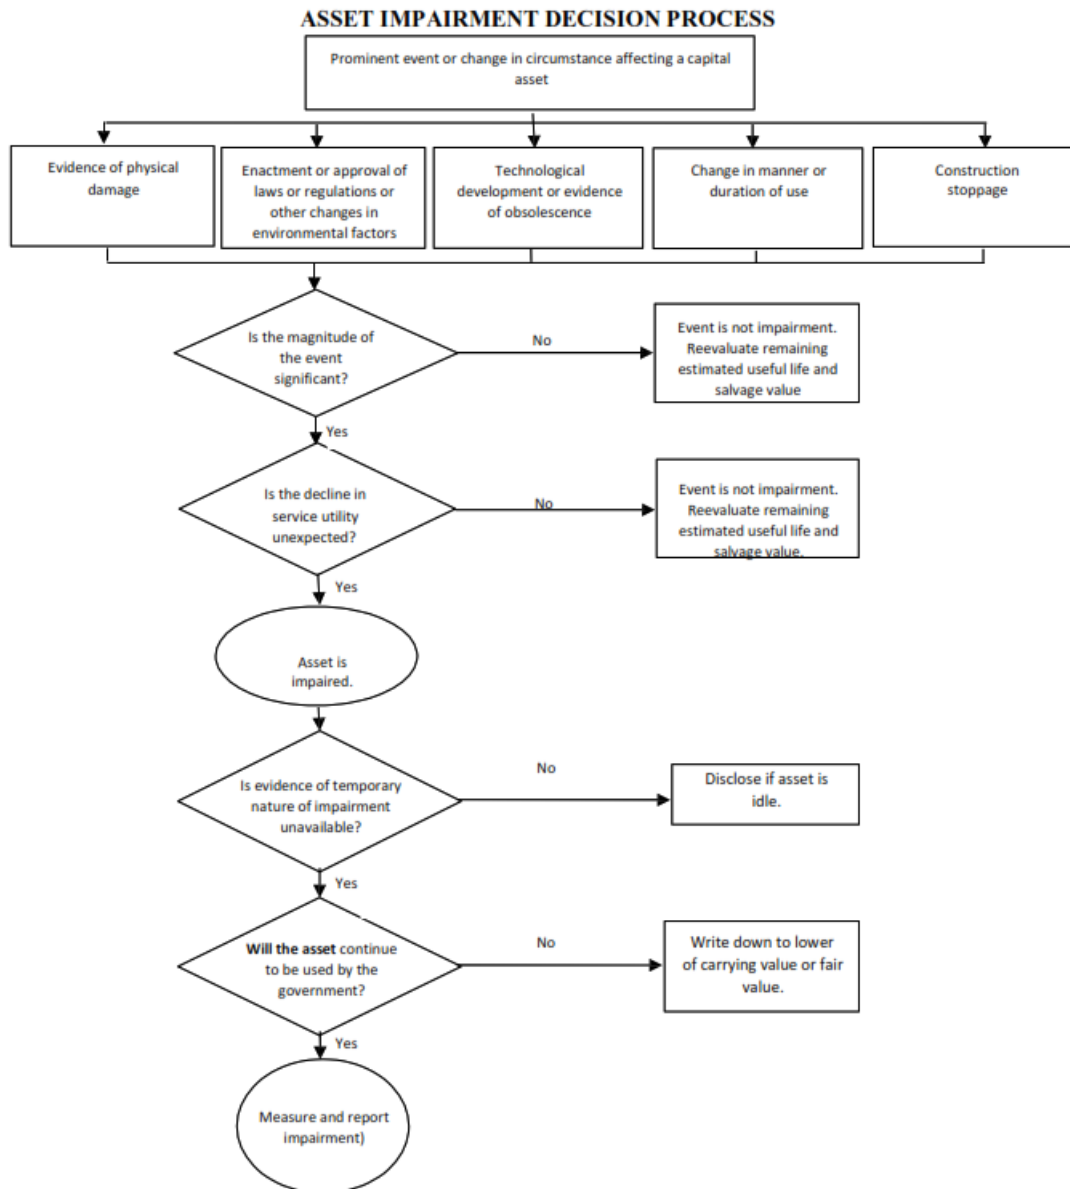 ASSET IMPAIRMENT DECISION PROCESS
Prominent event or change in circumstance affecting a capital
asset
Evidence of physical
damage
Enactment or approval of
laws or regulations or
other changes in
environmental factors
Technological
development or evidence
of obsolescence
Change in manner or
duration of use
Construction
stoppage
Is the magnitude of
the event
significant?
No
Event is not impairment.
Reevaluate remaining
estimated useful life and
salvage value
Yes
Is the decline in
service utility
unexpected?
No
Event is not impairment.
Reevaluate remaining
estimated useful life and
salvage value.
Yes
Asset is
impaired.
Is evidence of temporary
nature of impairment
unavailable?
No
Disclose if asset is
idle.
Yes
Will the asset continue
to be used by the
government?
No
Write down to lower
of carrying value or fair
value.
Yes
Measure and report
impairment)